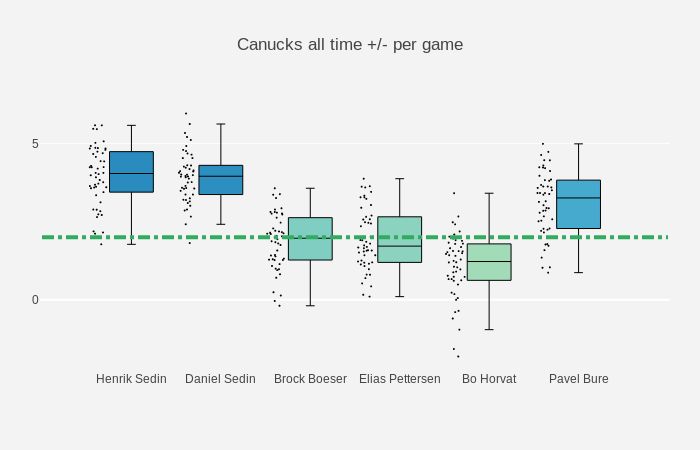 Canucks all time +/- per game
5
0
Henrik Sedin Daniel Sedin Brock Boeser Elias Pettersen Bo Horvat Pavel Bure